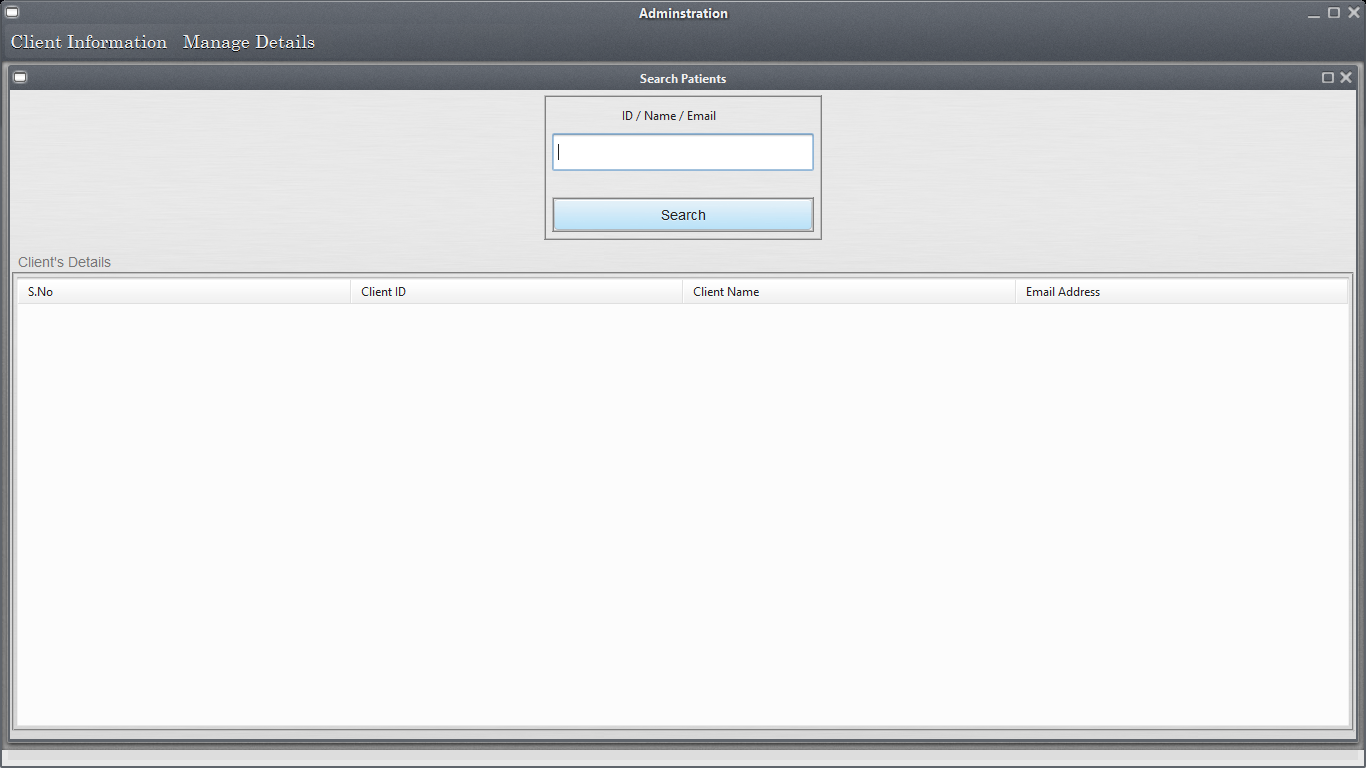 Adminstration
Client Information Manage Details
Search Patients
ID / Name / Email
Search
Client's Details
S.No Client ID Client Name Email Address